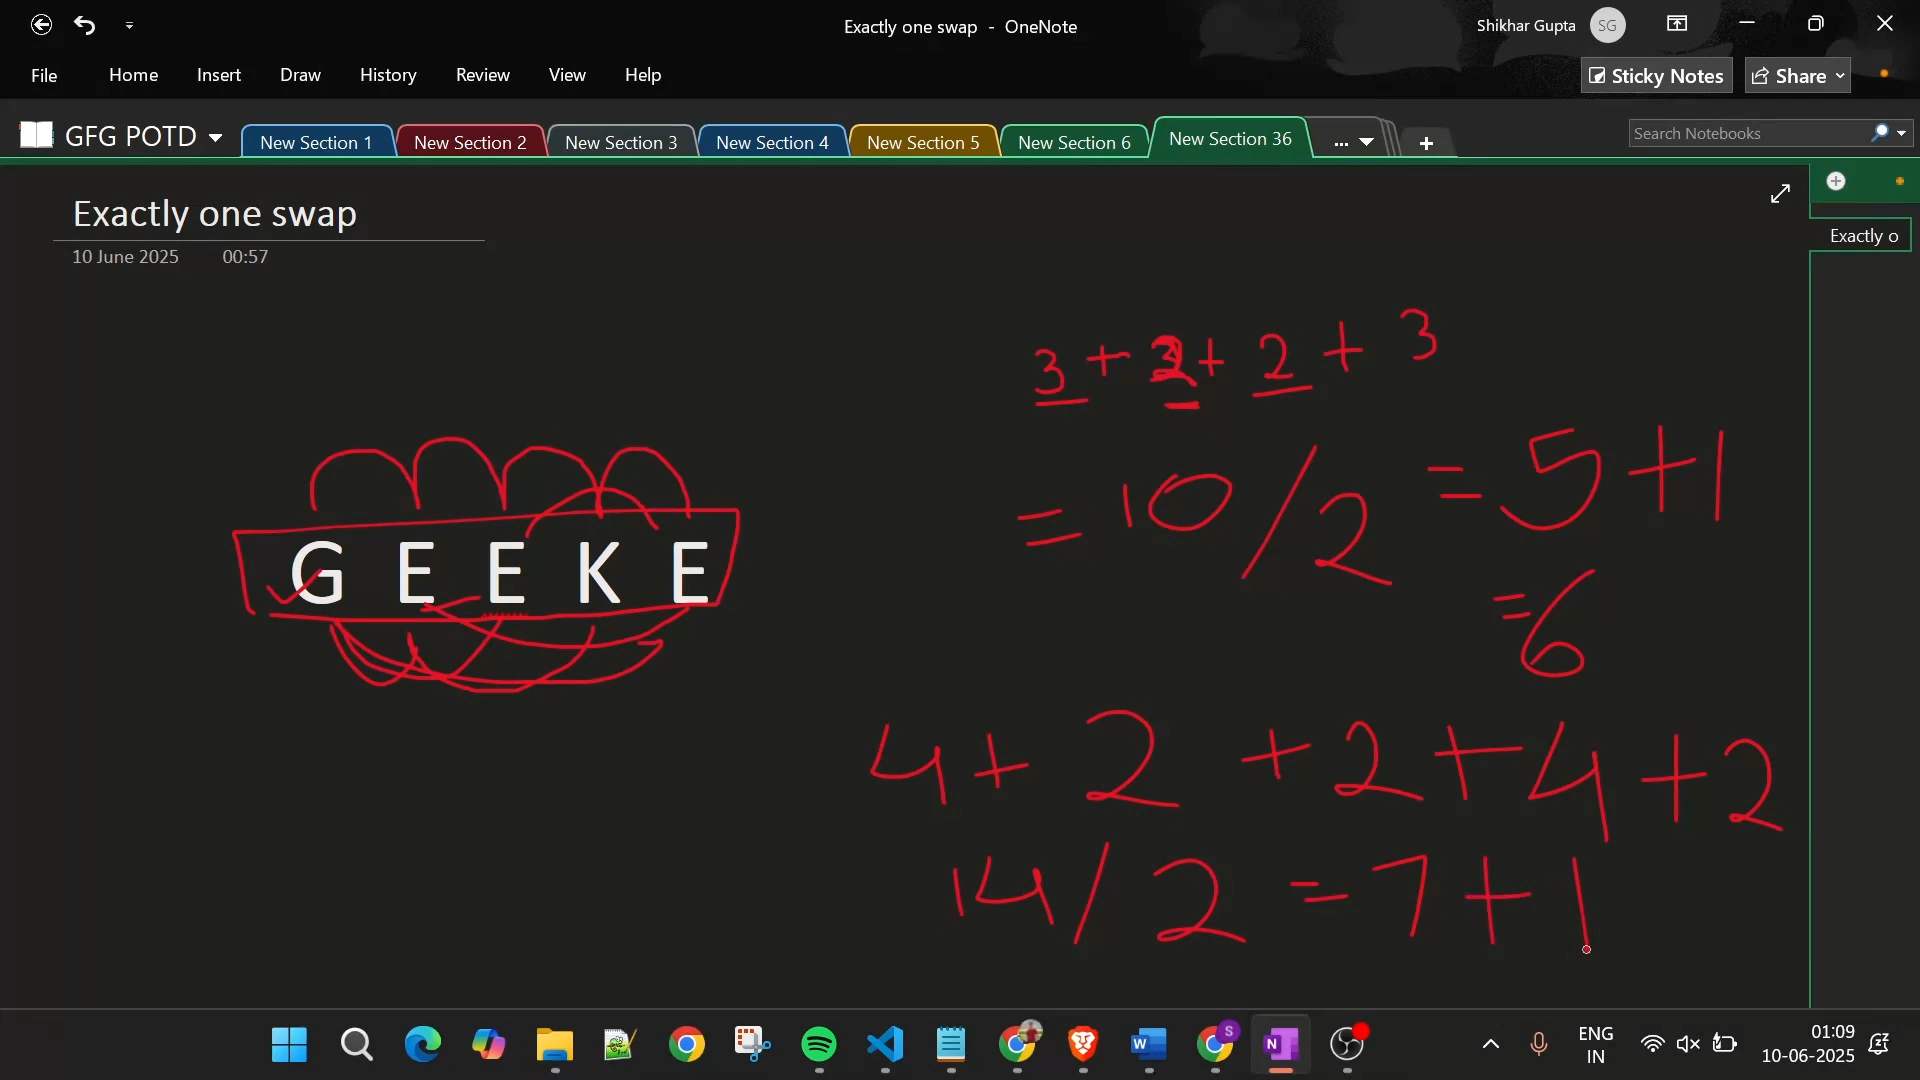 Exactly one swap - OneNote
Shikhar Gupta SG
File Home Insert Draw History Review View Help
Sticky Notes Share
GFG POTD New Section 1 New Section 2 New Section 3 New Section 4 New Section 5 New Section 6 New Section 36 ... Search Notebooks
Exactly one swap
Exactly o
10 June 2025 00:57
3 + 2 + 2 + 3
= 10/2 = 5+1
G E E K E
= 6
4 + 2 + 2 + 4 + 2
14/2 = 7+1
ENG
IN
01:09
10-06-2025